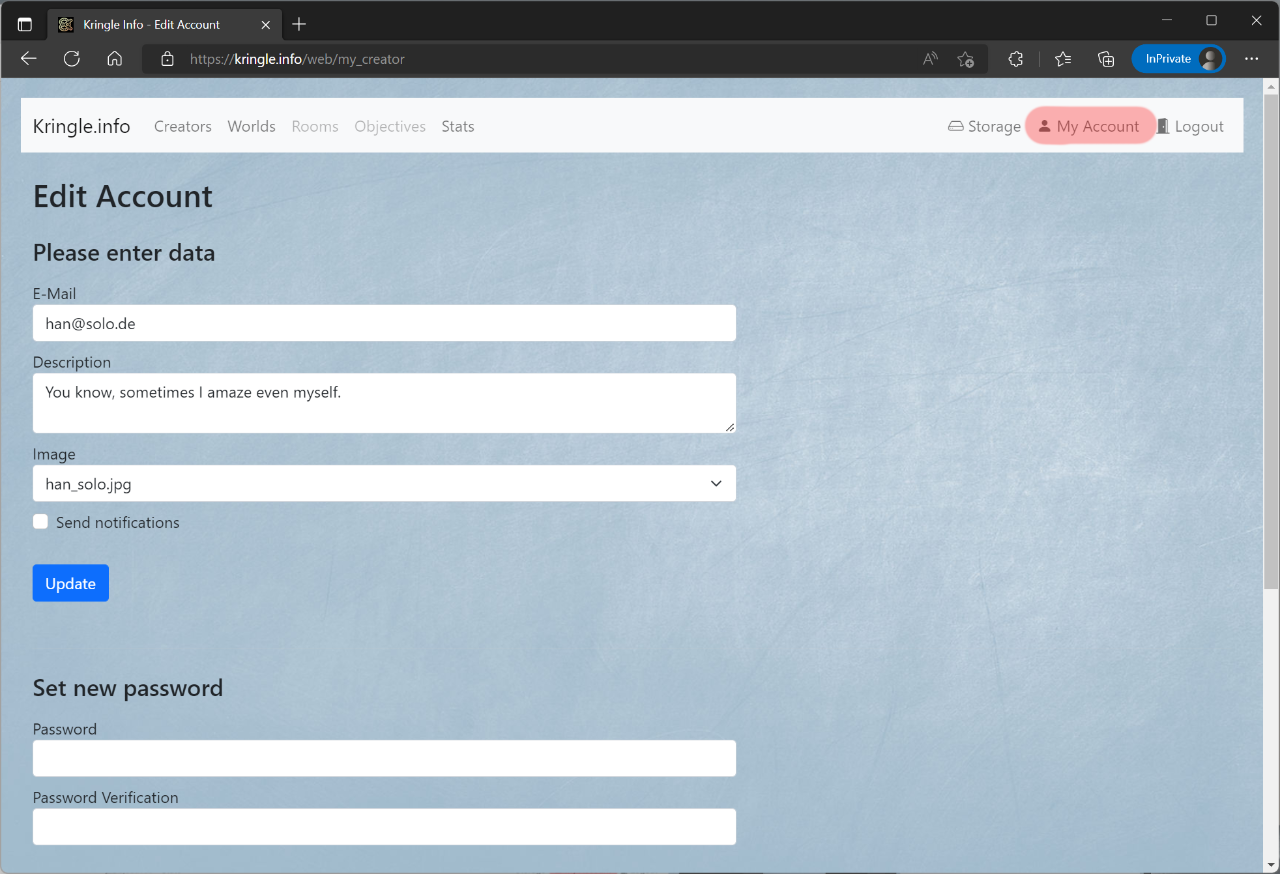 Kringle Info - Edit Account
https://kringle.info/web/my_creator
InPrivate
Kringle.info Creators Worlds Rooms Objectives Stats Storage My Account Logout
Edit Account
Please enter data
E-Mail
han@solo.de
Description
You know, sometimes I amaze even myself.
Image
han_solo.jpg
Send notifications
Update
Set new password
Password
Password Verification